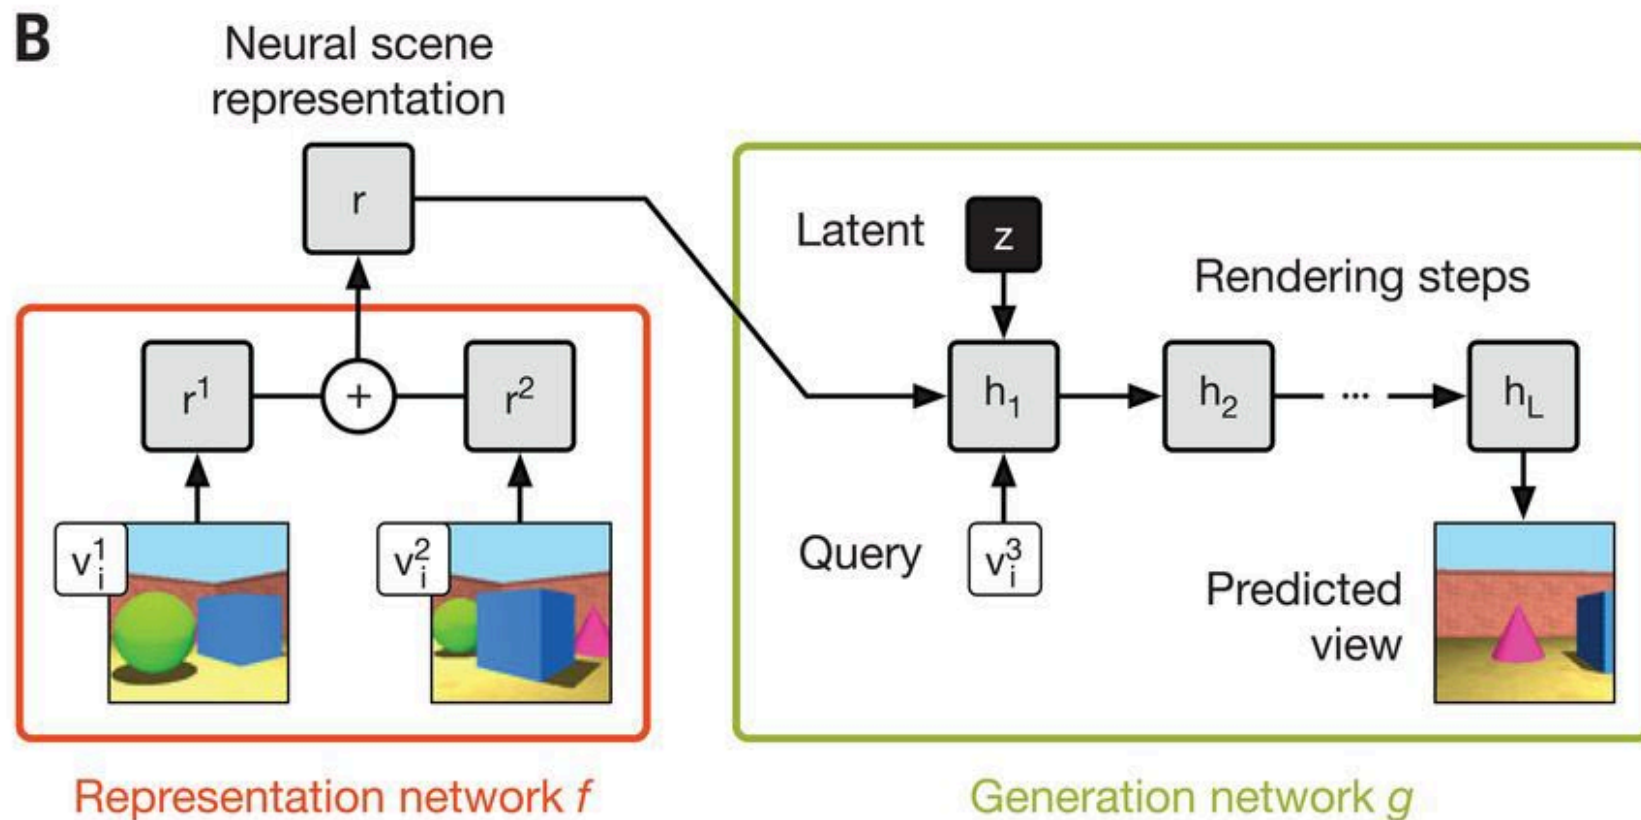 B
Neural scene
representation
r
r¹
+
r²
v¹ᵢ
v²ᵢ
Representation network f
Latent
z
Rendering steps
h₁
h₂
...
h_L
Query
v³ᵢ
Predicted
view
Generation network g